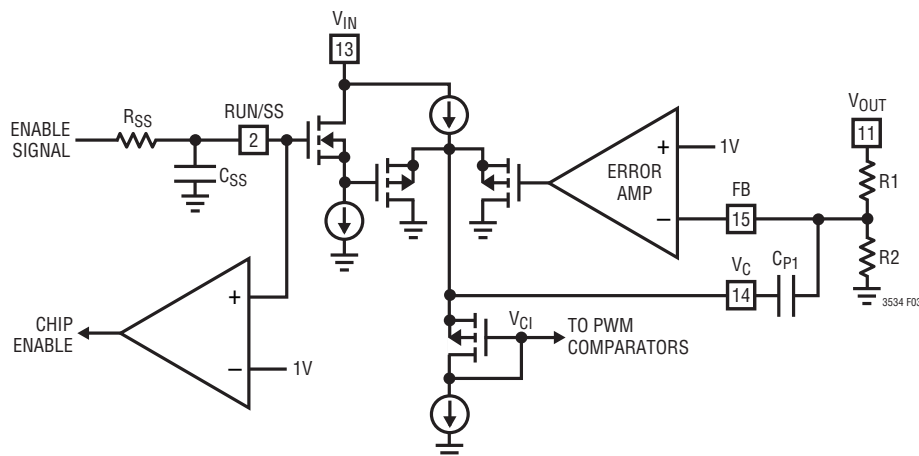 VIN
13
RSS
RUN/SS
2
ENABLE
SIGNAL
CSS
VOUT
11
+
1V
ERROR
AMP
R1
FB
15
–
R2
VC
14
CP1
3534 F03
+
CHIP
ENABLE
–
1V
VCI
TO PWM
COMPARATORS